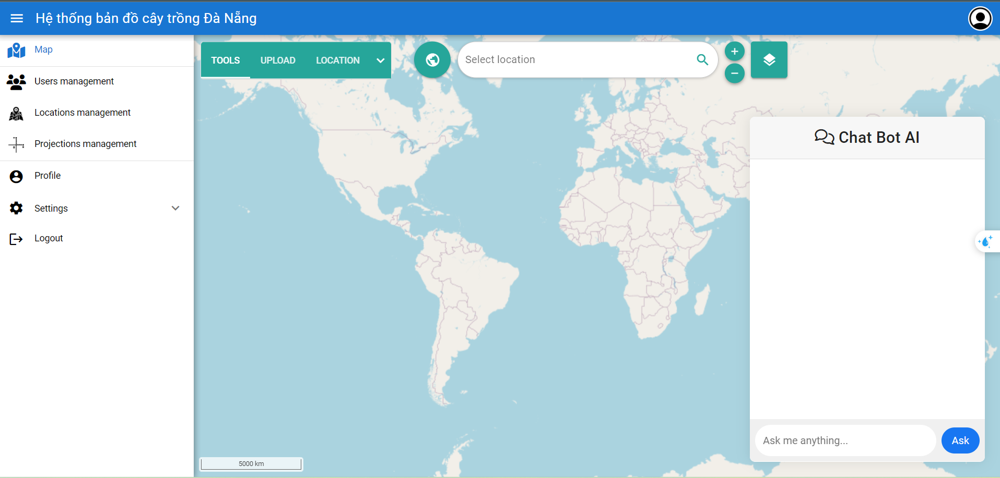 Hệ thống bản đồ cây trồng Đà Nẵng
Map
Users management
Locations management
Projections management
Profile
Settings
Logout
TOOLS
UPLOAD
LOCATION
Select location
Chat Bot AI
Ask me anything...
Ask
5000 km